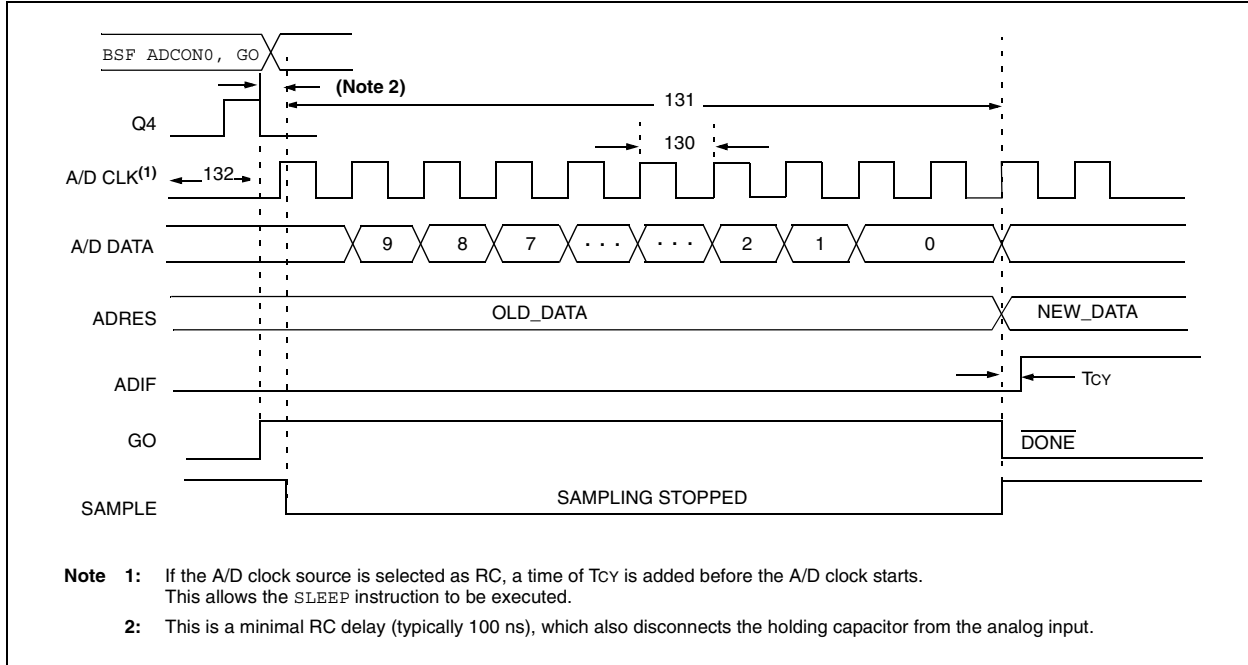 BSF ADCON0, GO
(Note 2)
131
Q4
130
A/D CLK(1)
132
A/D DATA
9 8 7 . . . . . . 2 1 0
ADRES
OLD_DATA
NEW_DATA
ADIF
TCY
GO
DONE
SAMPLING STOPPED
SAMPLE
Note 1: If the A/D clock source is selected as RC, a time of TCY is added before the A/D clock starts.
This allows the SLEEP instruction to be executed.
2: This is a minimal RC delay (typically 100 ns), which also disconnects the holding capacitor from the analog input.